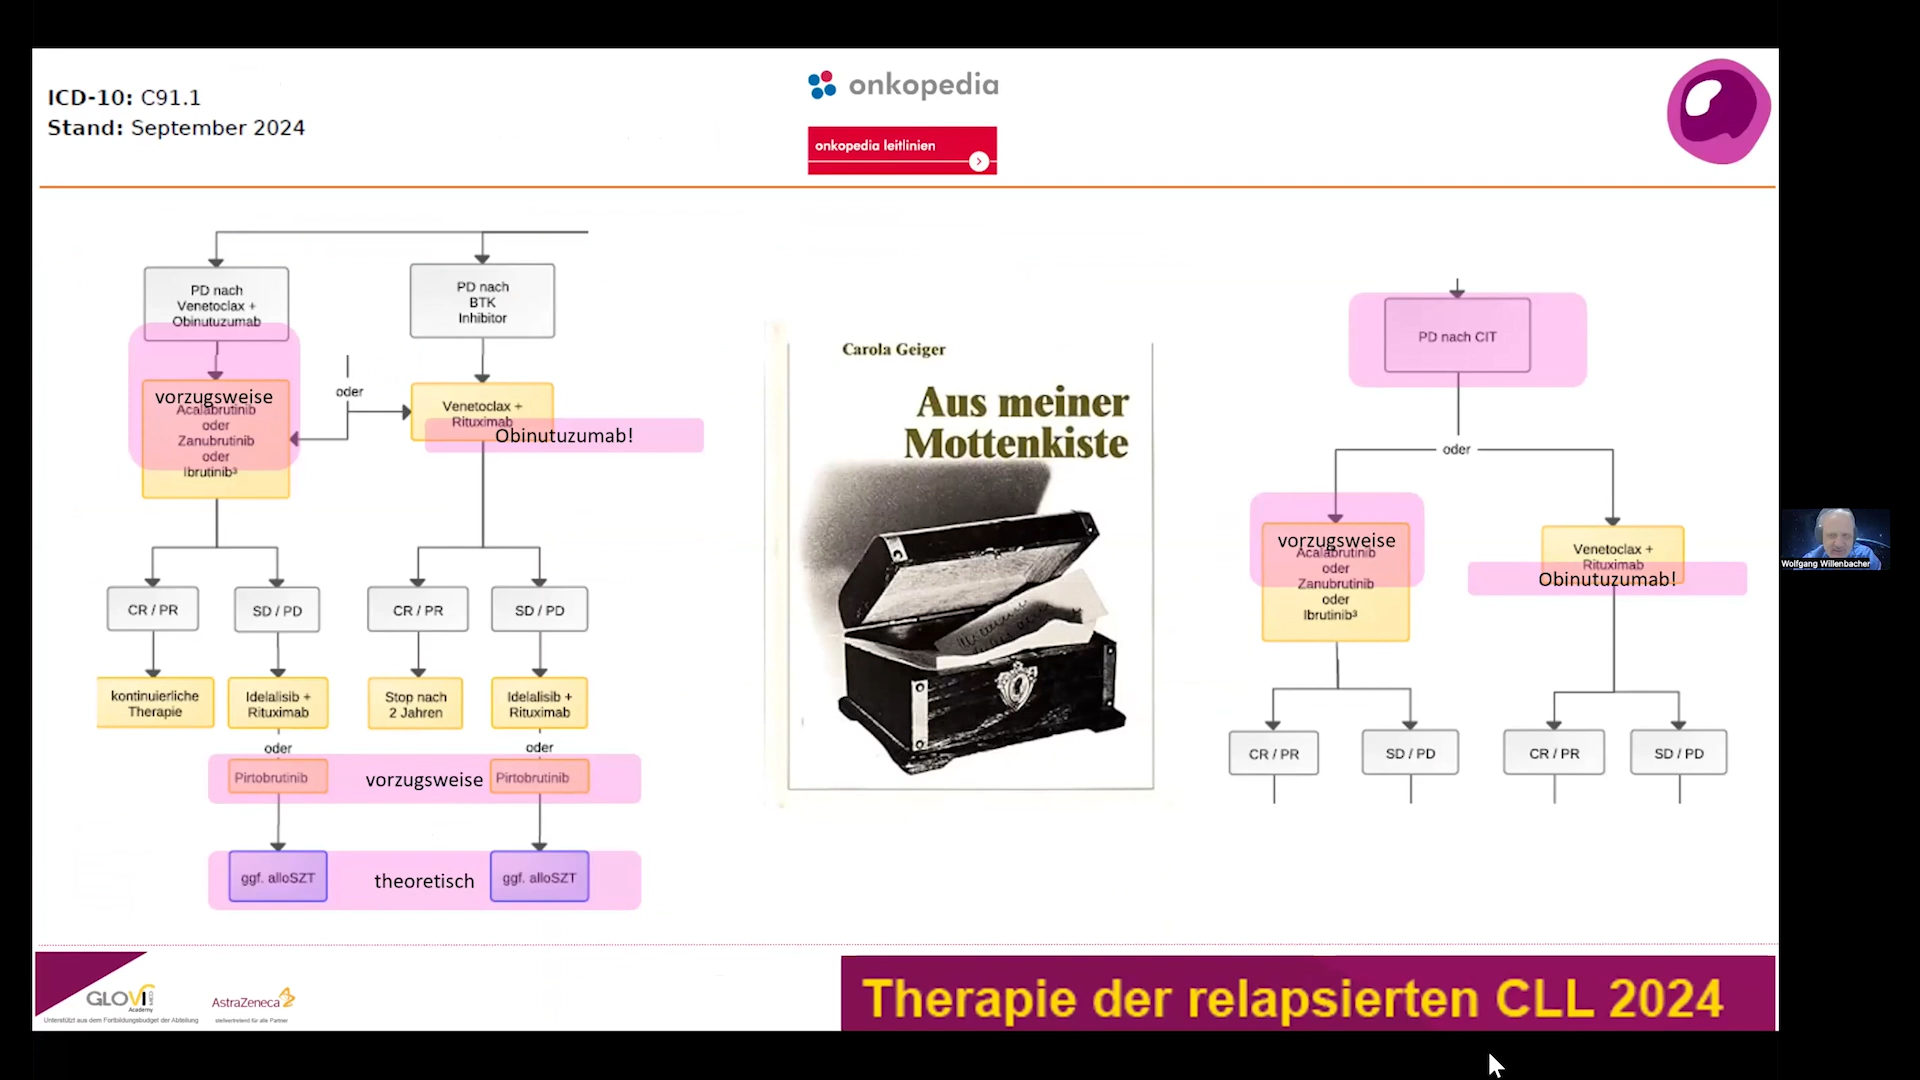 ICD-10: C91.1
Stand: September 2024
onkopedia
onkopedia leitlinien
PD nach
Venetoclax +
Obinutuzumab
PD nach
BTK
Inhibitor
vorzugsweise
Acalabrutinib
oder
Zanubrutinib
oder
Ibrutinib³
oder
Venetoclax +
Rituximab
Obinutuzumab!
CR / PR
SD / PD
CR / PR
SD / PD
kontinuierliche
Therapie
Idelalisib +
Rituximab
Stop nach
2 Jahren
Idelalisib +
Rituximab
oder
oder
Pirtobrutinib
vorzugsweise
Pirtobrutinib
ggf. alloSZT
theoretisch
ggf. alloSZT
Carola Geiger
Aus meiner
Mottenkiste
PD nach CIT
oder
vorzugsweise
Acalabrutinib
oder
Zanubrutinib
oder
Ibrutinib³
Venetoclax +
Rituximab
Obinutuzumab!
CR / PR
SD / PD
CR / PR
SD / PD
Wolfgang Willenbacher
GLOVI
Academy
Unterstützt aus dem Fortbildungsbudget der Abteilung
AstraZeneca
stellvertretend für alle Partner
Therapie der relapsierten CLL 2024